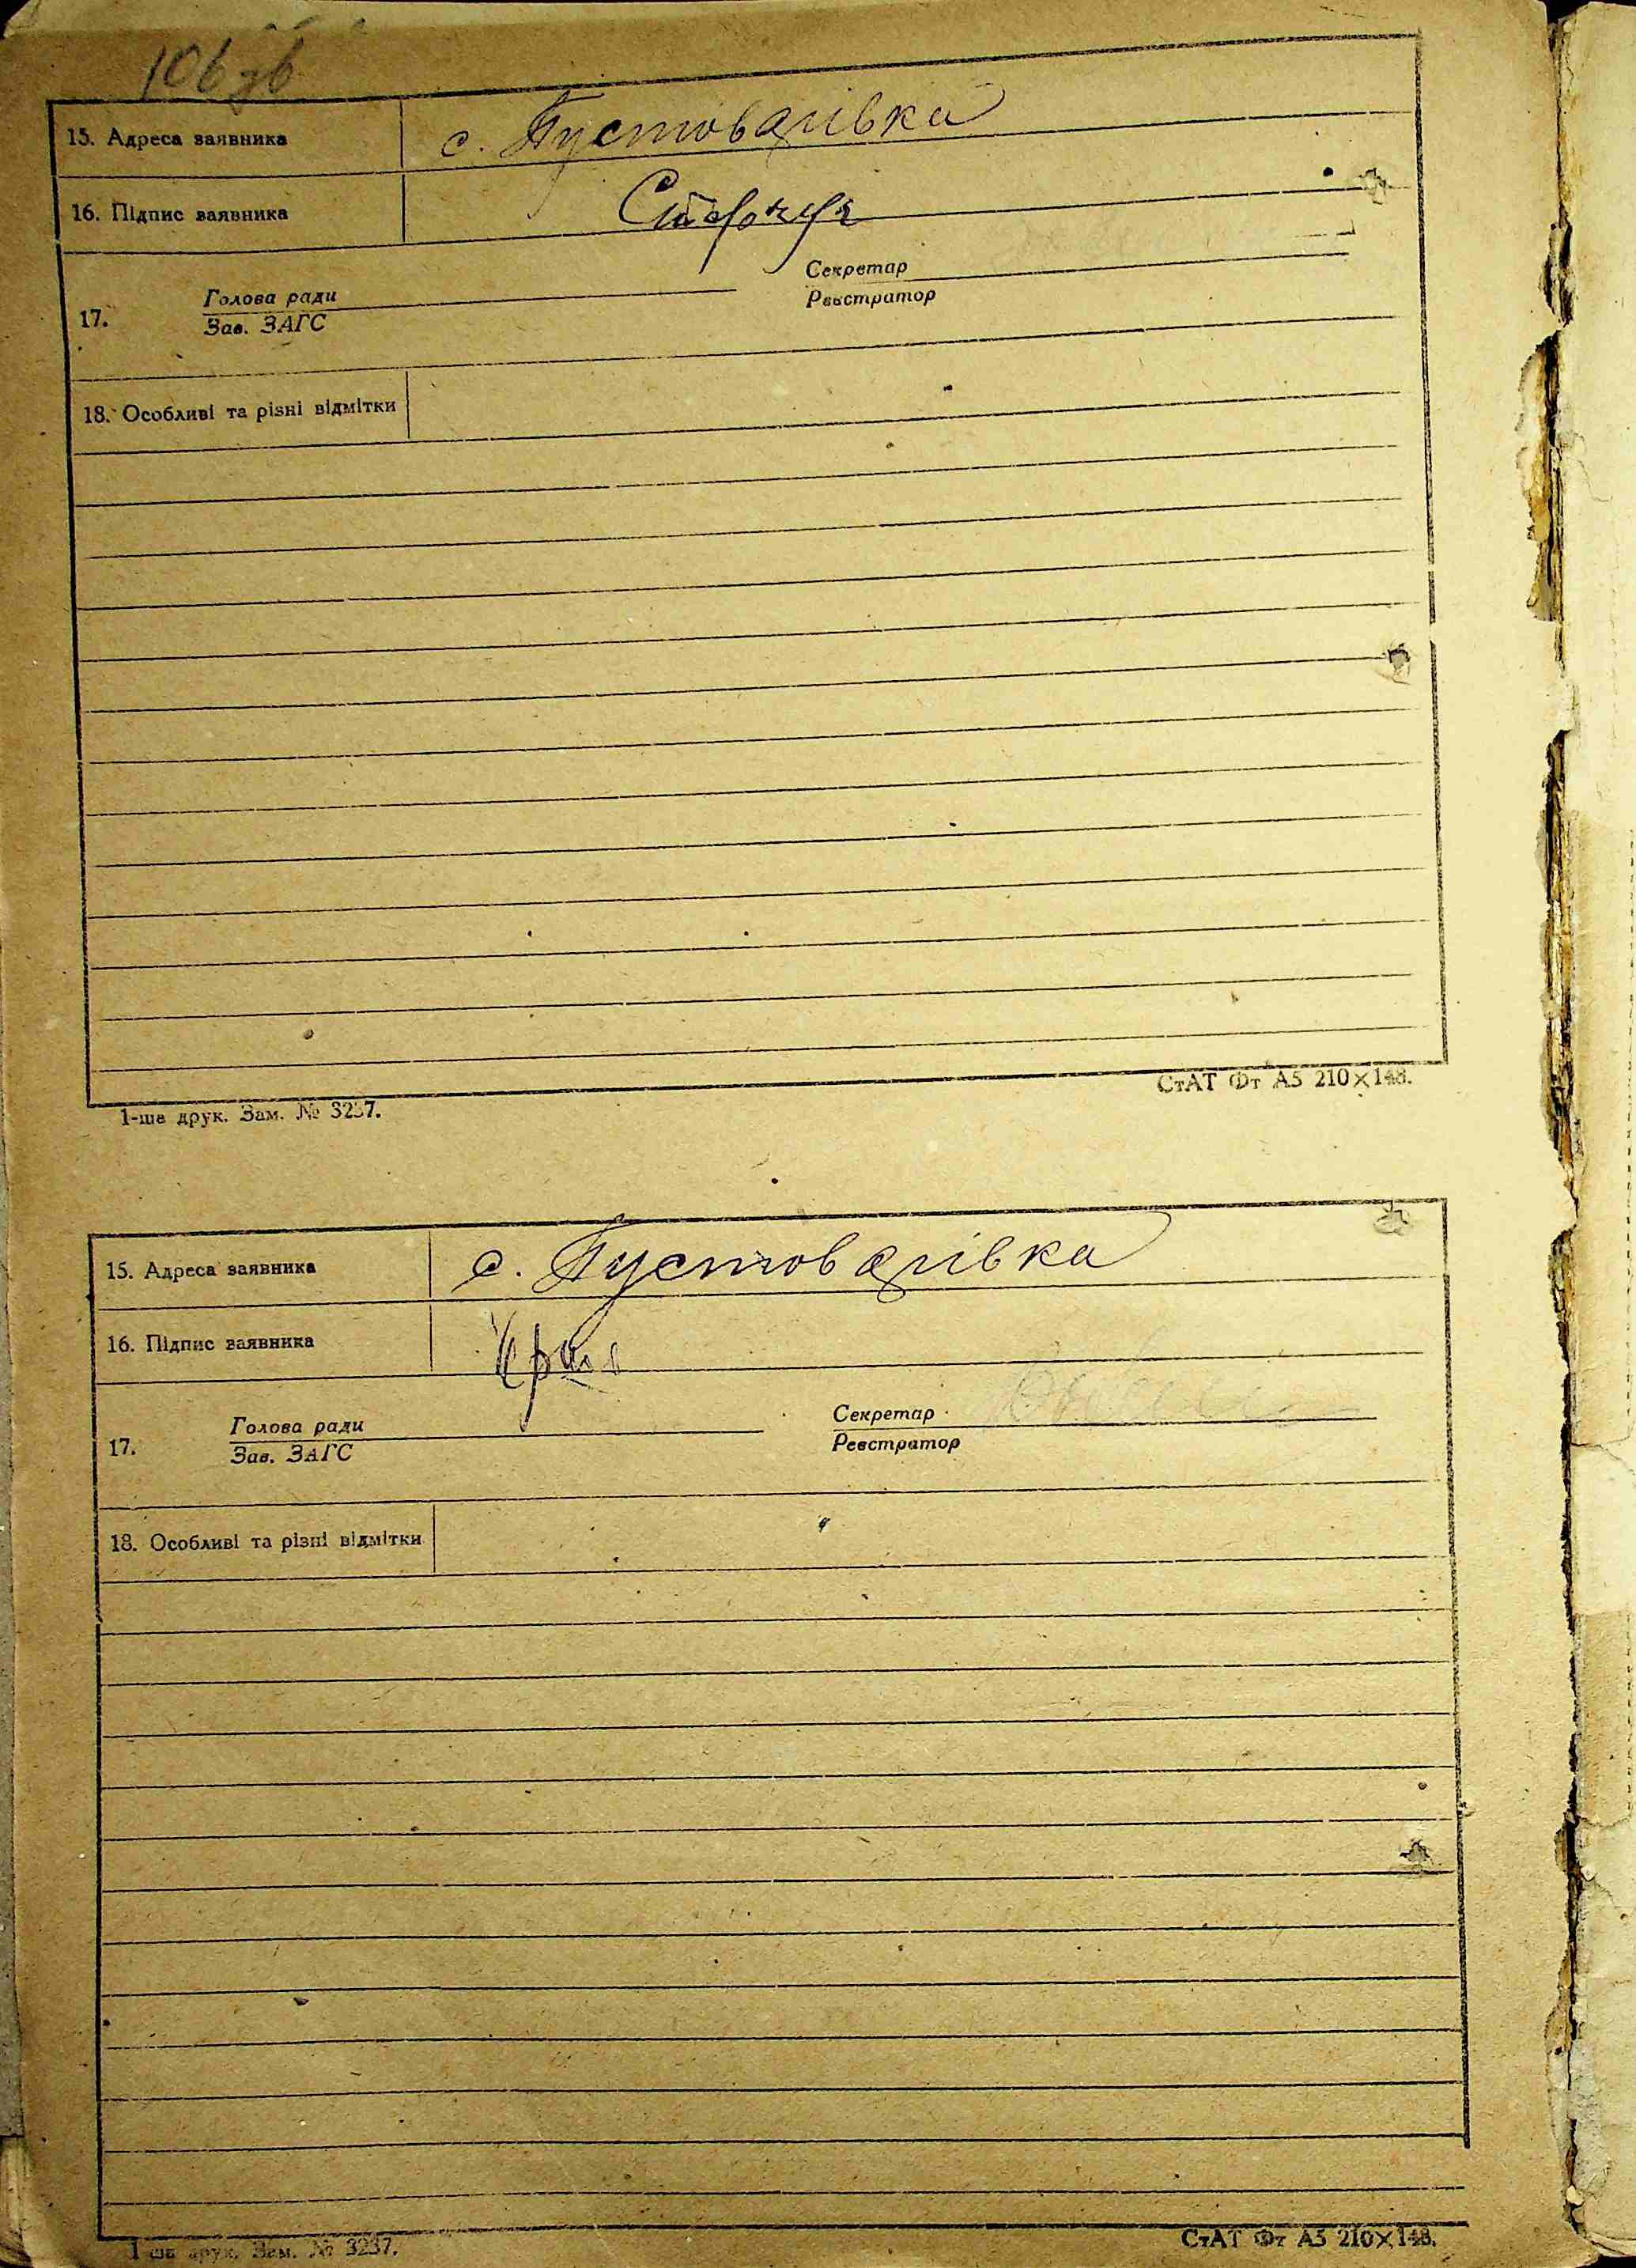 106 зв
15. Адреса заявника с. Пустоварівка
16. Підпис заявника
Голова ради Секретар
17. Зав. ЗАГС Реєстратор
18. Особливі та різні відмітки
1-ша друк. Зам. № 3237. СтАТ Фт А5 210×148.
15. Адреса заявника с. Пустоварівка
16. Підпис заявника
Голова ради Секретар
17. Зав. ЗАГС Реєстратор
18. Особливі та різні відмітки
1-ша друк. Зам. № 3237. СтАТ Фт А5 210×148.